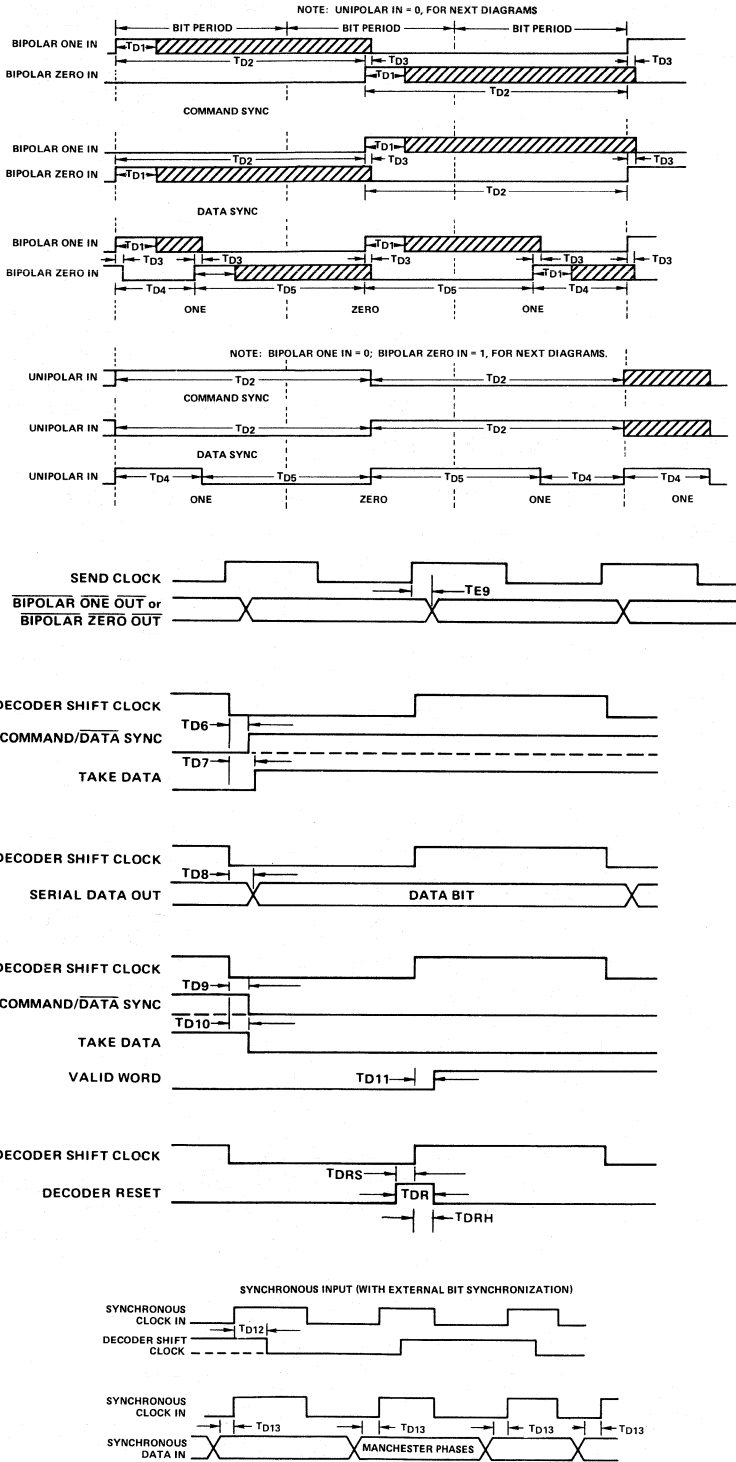 NOTE: UNIPOLAR IN = 0, FOR NEXT DIAGRAMS
BIT PERIOD BIT PERIOD BIT PERIOD
BIPOLAR ONE IN TD1
TD2 TD3 TD3
BIPOLAR ZERO IN TD1
TD2
COMMAND SYNC
BIPOLAR ONE IN TD1
TD2 TD3 TD3
BIPOLAR ZERO IN TD1
TD2
DATA SYNC
BIPOLAR ONE IN TD1 TD1
TD3 TD3 TD3 TD3 TD3
BIPOLAR ZERO IN TD1
TD4 TD5 TD5 TD4
ONE ZERO ONE
NOTE: BIPOLAR ONE IN = 0; BIPOLAR ZERO IN = 1, FOR NEXT DIAGRAMS.
UNIPOLAR IN TD2 TD2
COMMAND SYNC
UNIPOLAR IN TD2 TD2
DATA SYNC
UNIPOLAR IN TD4 TD5 TD5 TD4 TD4
ONE ZERO ONE ONE
SEND CLOCK
TE9
BIPOLAR ONE OUT or
BIPOLAR ZERO OUT
DECODER SHIFT CLOCK
TD6
COMMAND/DATA SYNC
TD7
TAKE DATA
DECODER SHIFT CLOCK
TD8
SERIAL DATA OUT DATA BIT
DECODER SHIFT CLOCK
TD9
COMMAND/DATA SYNC
TD10
TAKE DATA
VALID WORD TD11
DECODER SHIFT CLOCK
TDRS
DECODER RESET TDR
TDRH
SYNCHRONOUS INPUT (WITH EXTERNAL BIT SYNCHRONIZATION)
SYNCHRONOUS
CLOCK IN
TD12
DECODER SHIFT
CLOCK
SYNCHRONOUS
CLOCK IN
TD13 TD13 TD13 TD13
SYNCHRONOUS
DATA IN MANCHESTER PHASES